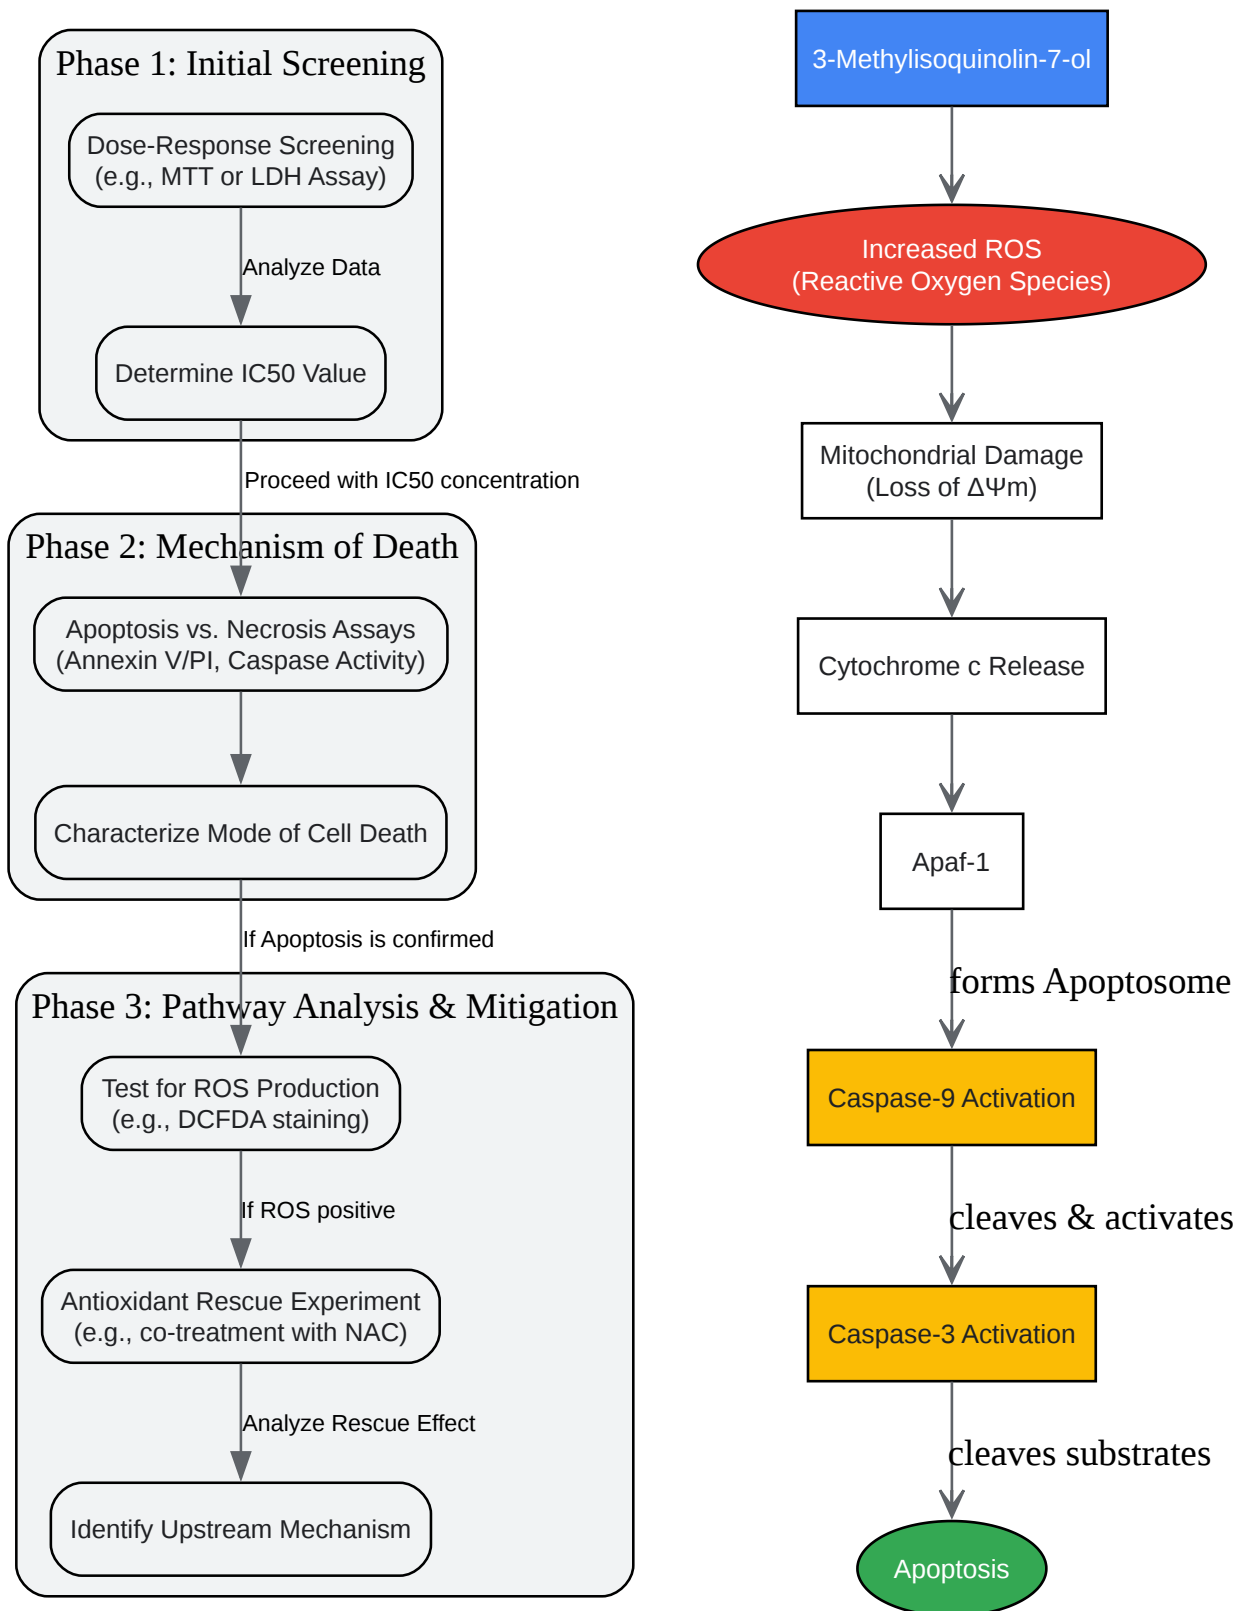 Phase 1: Initial Screening
Dose-Response Screening
(e.g., MTT or LDH Assay)
Analyze Data
Determine IC50 Value
Proceed with IC50 concentration
Phase 2: Mechanism of Death
Apoptosis vs. Necrosis Assays
(Annexin V/PI, Caspase Activity)
Characterize Mode of Cell Death
If Apoptosis is confirmed
Phase 3: Pathway Analysis & Mitigation
Test for ROS Production
(e.g., DCFDA staining)
If ROS positive
Antioxidant Rescue Experiment
(e.g., co-treatment with NAC)
Analyze Rescue Effect
Identify Upstream Mechanism
3-Methylisoquinolin-7-ol
Increased ROS
(Reactive Oxygen Species)
Mitochondrial Damage
(Loss of ΔΨm)
Cytochrome c Release
Apaf-1
forms Apoptosome
Caspase-9 Activation
cleaves & activates
Caspase-3 Activation
cleaves substrates
Apoptosis